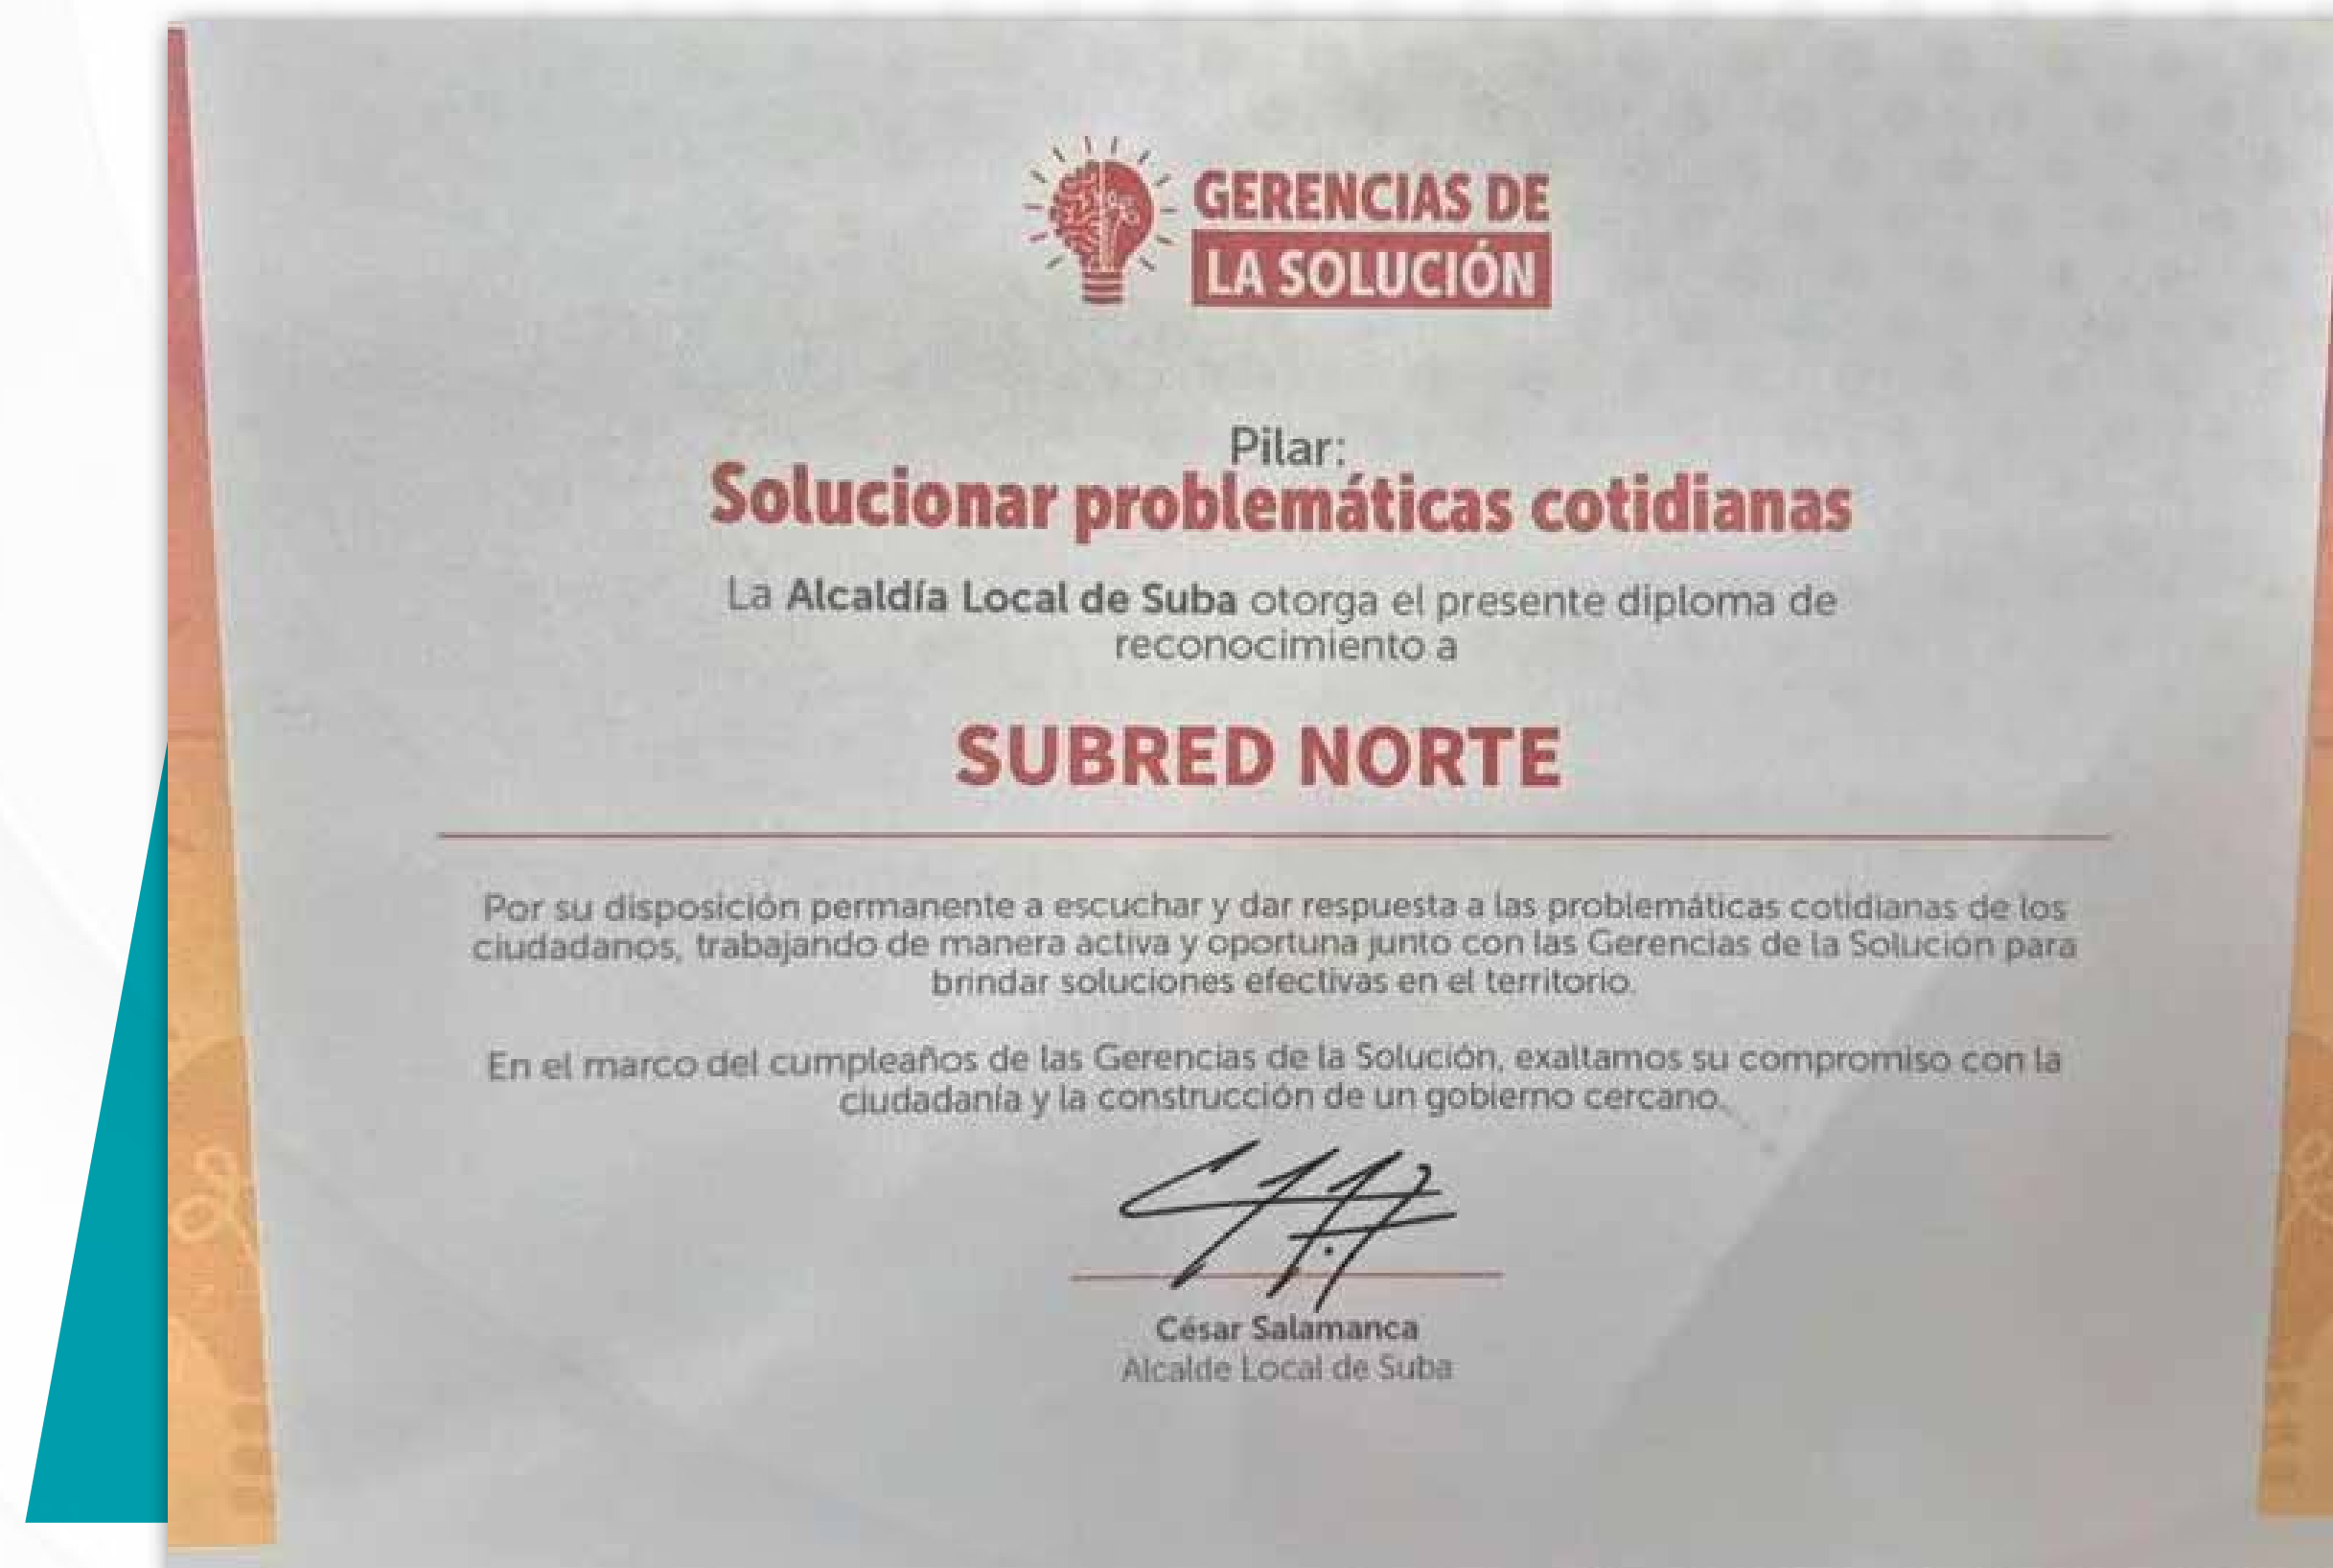 GERENCIAS DE
LA SOLUCIÓN
Pilar:
Solucionar problemáticas cotidianas
La Alcaldía Local de Suba otorga el presente diploma de
reconocimiento a
SUBRED NORTE
Por su disposición permanente a escuchar y dar respuesta a las problemáticas cotidianas de los
ciudadanos, trabajando de manera activa y oportuna junto con las Gerencias de la Solución para
brindar soluciones efectivas en el territorio.
En el marco del cumpleaños de las Gerencias de la Solución, exaltamos su compromiso con la
ciudadanía y la construcción de un gobierno cercano.
César Salamanca
Alcalde Local de Suba